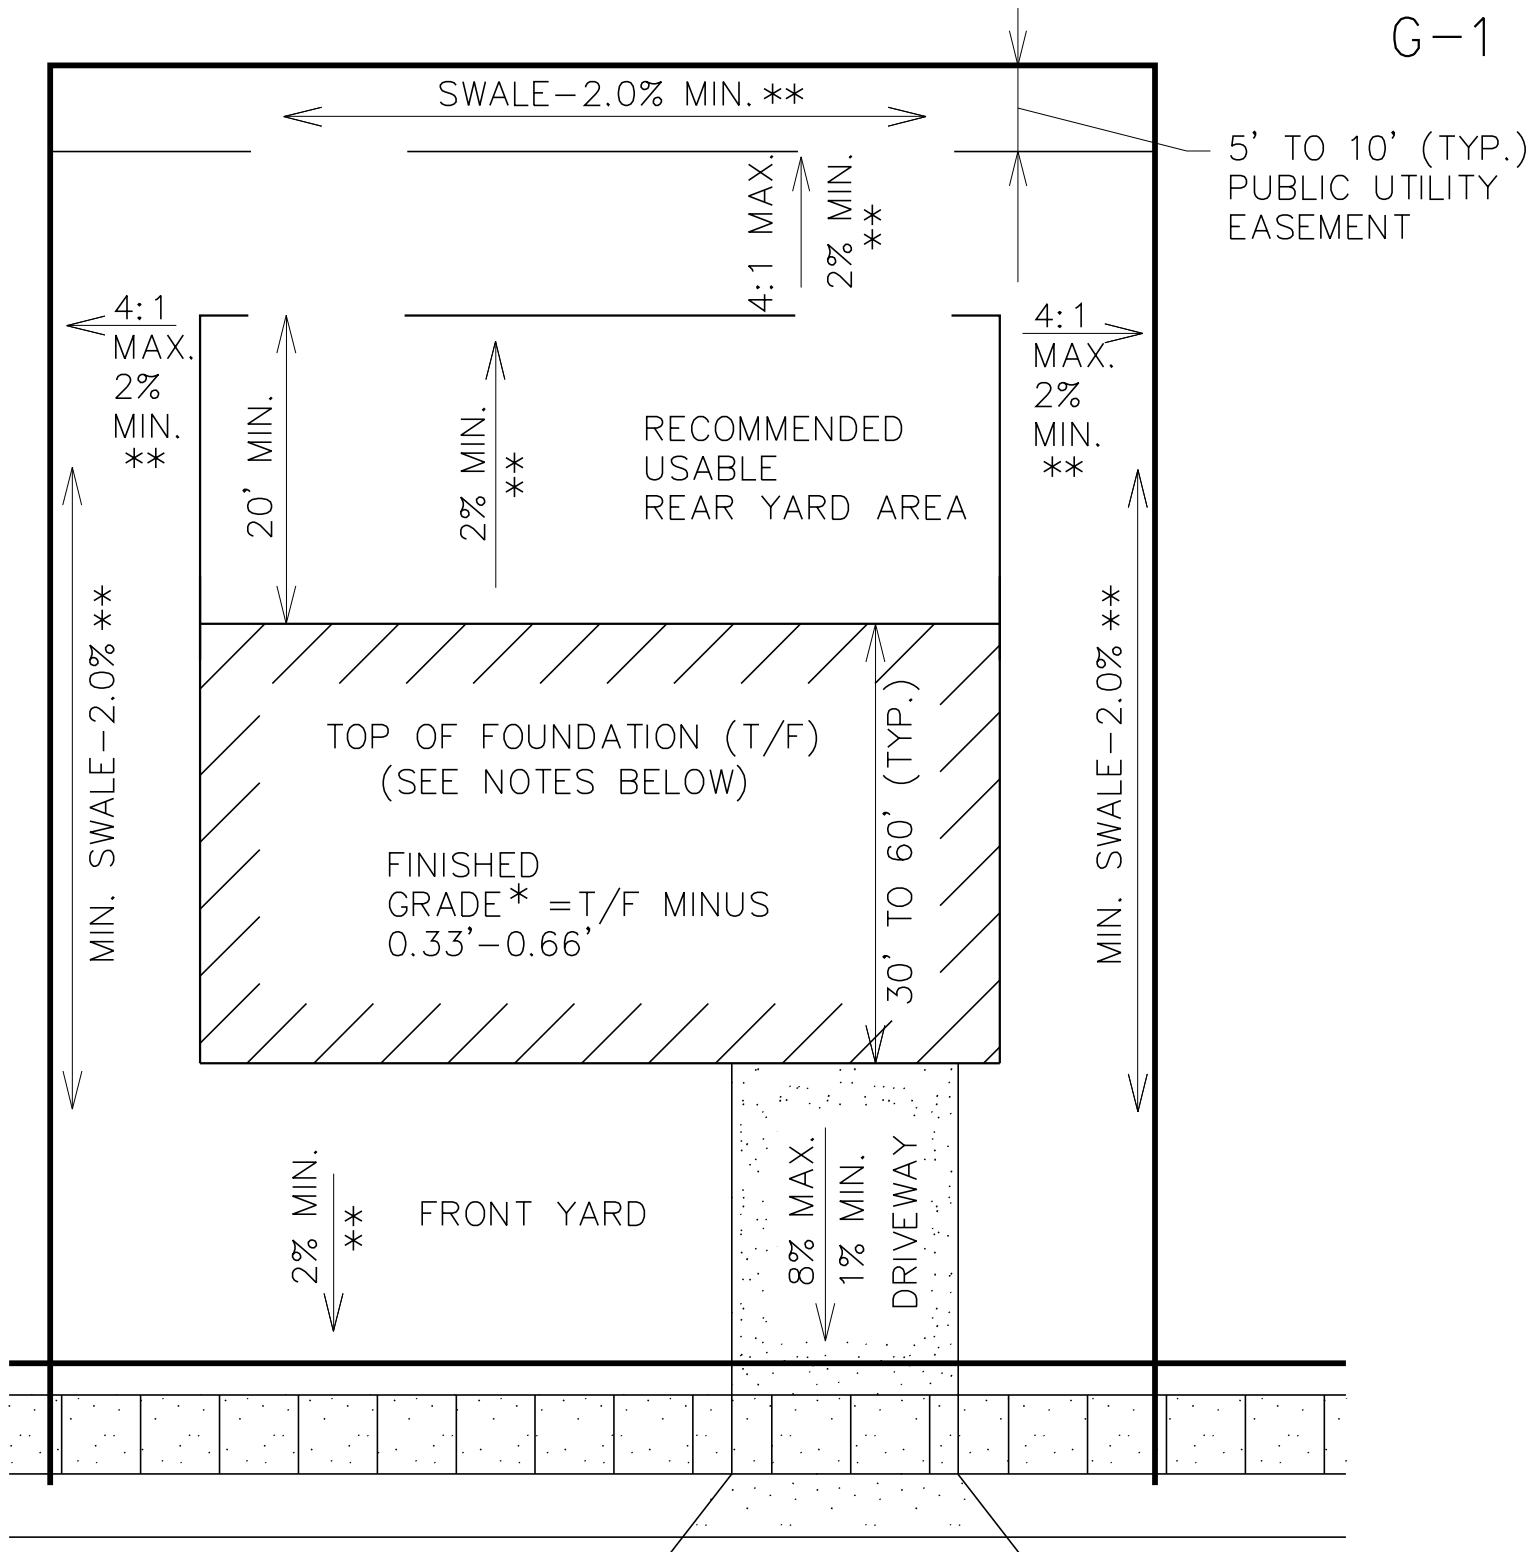 G-1
SWALE-2.0% MIN. **
5' TO 10' (TYP.)
PUBLIC UTILITY
EASEMENT
4:1 MAX.
2% MIN.
**
4:1
MAX.
2%
MIN.
**
4:1
MAX.
2%
MIN.
**
20' MIN.
2% MIN.
**
RECOMMENDED
USABLE
REAR YARD AREA
MIN. SWALE-2.0% **
MIN. SWALE-2.0% **
TOP OF FOUNDATION (T/F)
(SEE NOTES BELOW)
FINISHED
GRADE* =T/F MINUS
0.33'-0.66'
30' TO 60' (TYP.)
2% MIN.
**
FRONT YARD
8% MAX.
1% MIN.
DRIVEWAY